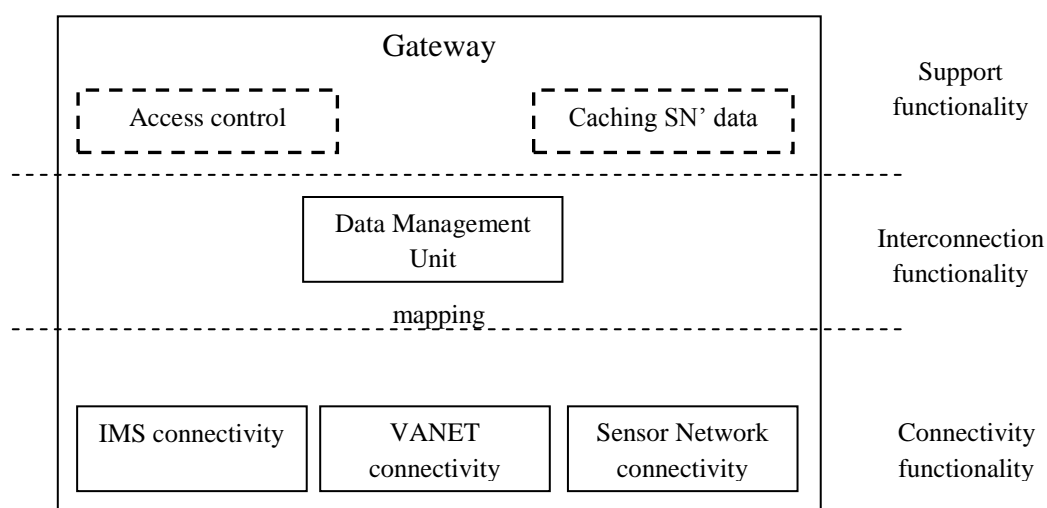 Gateway
Support
functionality
Access control
Caching SN’ data
Data Management
Unit
Interconnection
functionality
mapping
IMS connectivity
VANET
connectivity
Sensor Network
connectivity
Connectivity
functionality